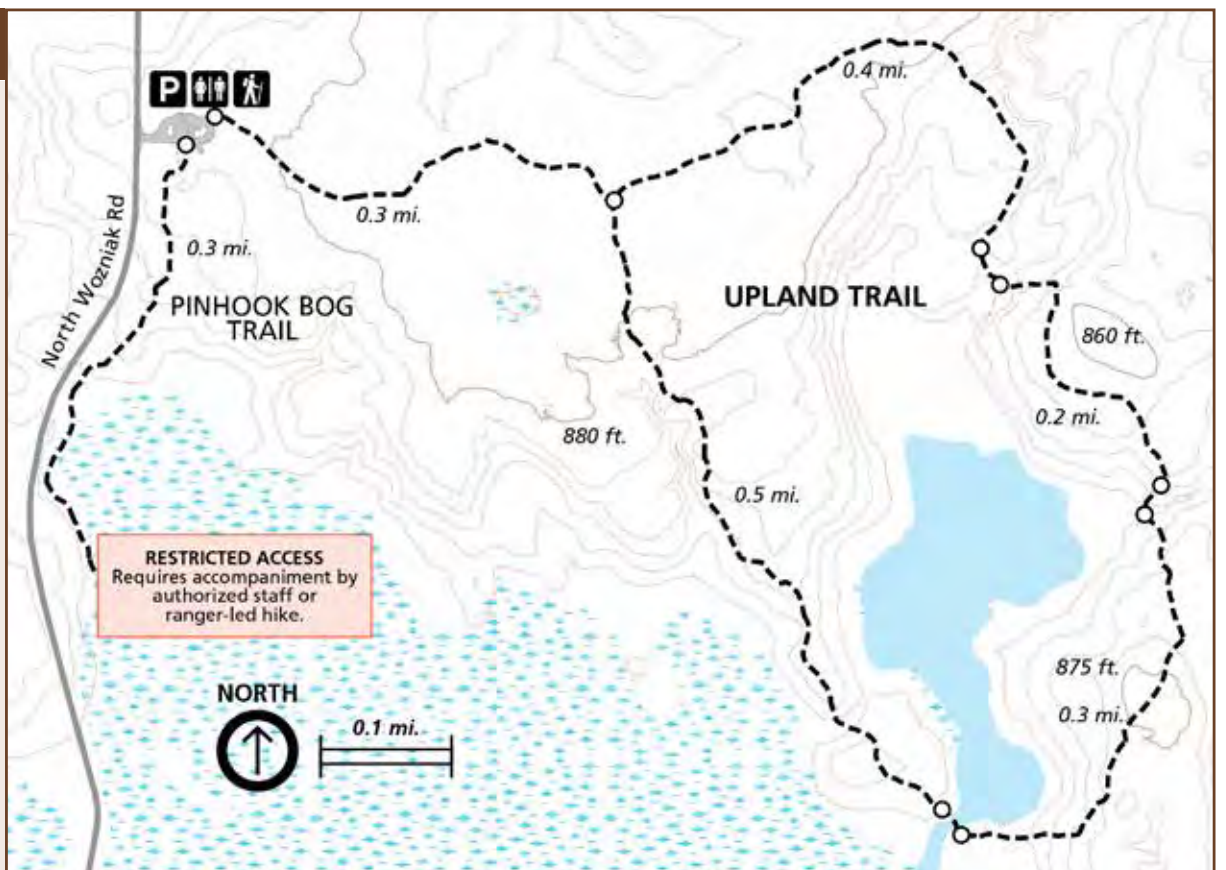 P
0.4 mi.
0.3 mi.
North Wozniak Rd
0.3 mi.
PINHOOK BOG
TRAIL
UPLAND TRAIL
860 ft.
0.2 mi.
880 ft.
0.5 mi.
RESTRICTED ACCESS
Requires accompaniment by
authorized staff or
ranger-led hike.
875 ft.
0.3 mi.
NORTH
0.1 mi.